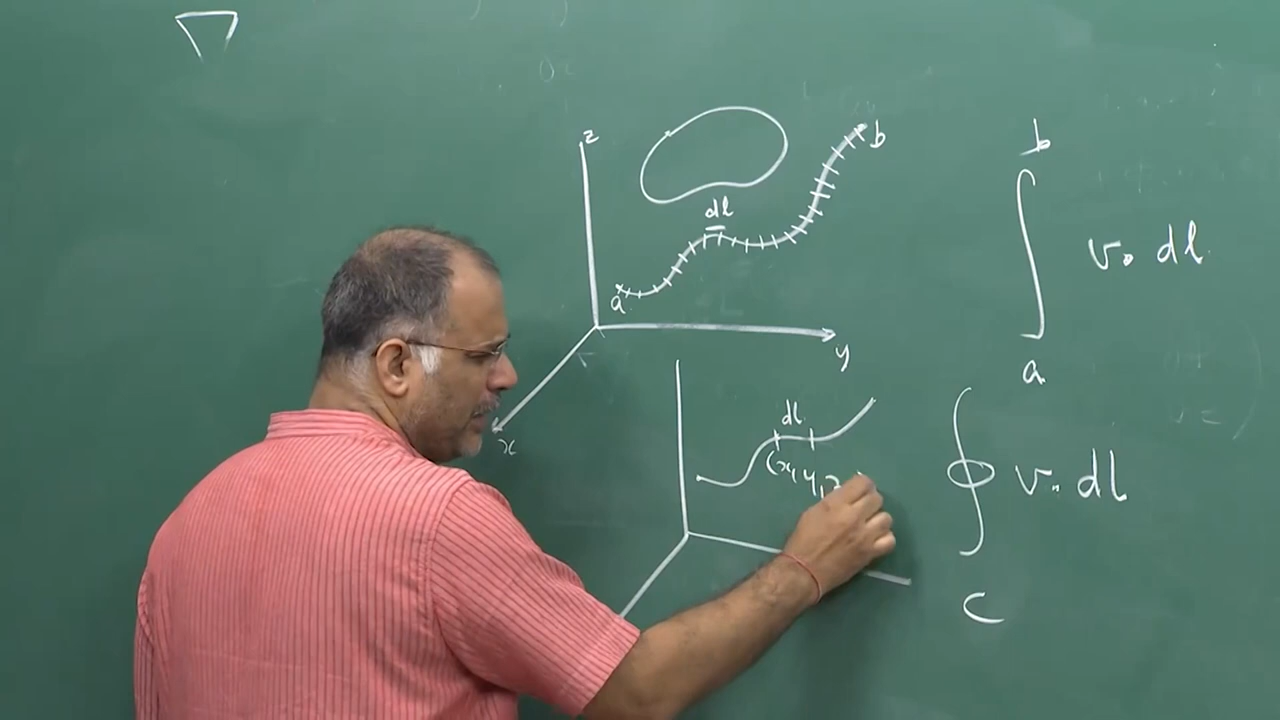 z
b
dl
a
y
x
b
∫ v. dl
a
dl
(x, y, z
∮ v. dl
C